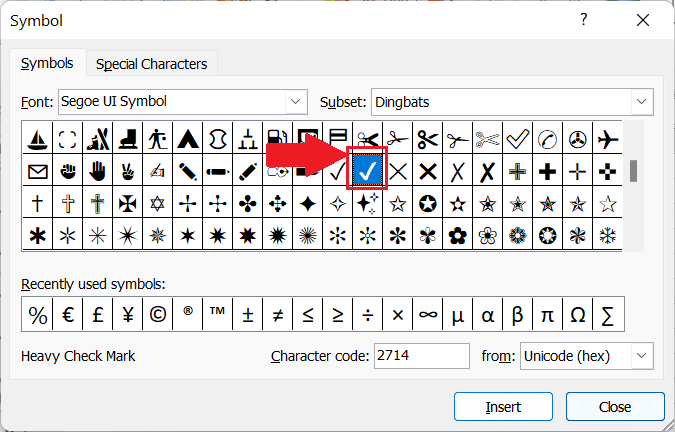 Symbol ? ×
Symbols Special Characters
Font: Segoe UI Symbol Subset: Dingbats
Recently used symbols:
% € £ ¥ © ® ™ ± ≠ ≤ ≥ ÷ × ∞ µ α β π Ω ∑
Heavy Check Mark Character code: 2714 from: Unicode (hex)
Insert Close